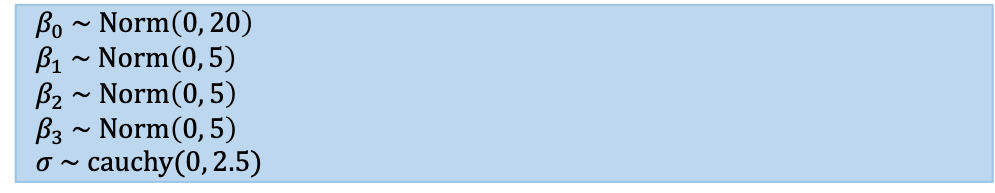 β₀ ~ Norm(0, 20)
β₁ ~ Norm(0, 5)
β₂ ~ Norm(0, 5)
β₃ ~ Norm(0, 5)
σ ~ cauchy(0, 2.5)